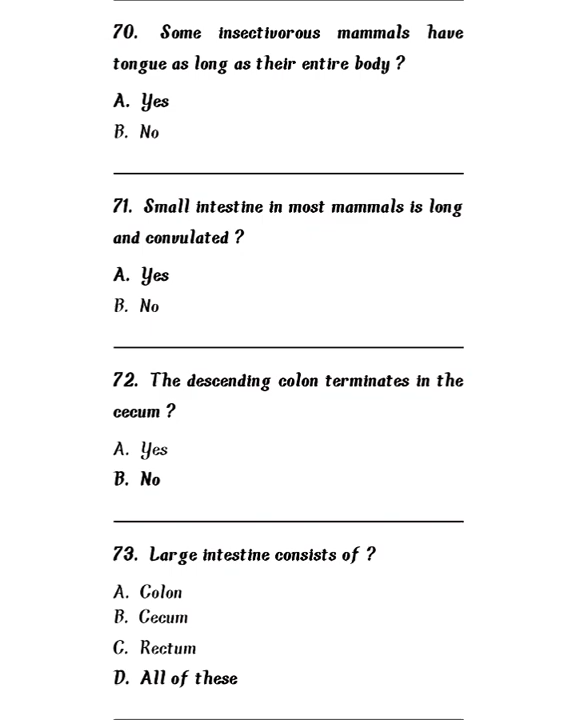 70. Some insectivorous mammals have
tongue as long as their entire body ?
A. Yes
B. No
71. Small intestine in most mammals is long
and convulated ?
A. Yes
B. No
72. The descending colon terminates in the
cecum ?
A. Yes
B. No
73. Large intestine consists of ?
A. Colon
B. Cecum
C. Rectum
D. All of these